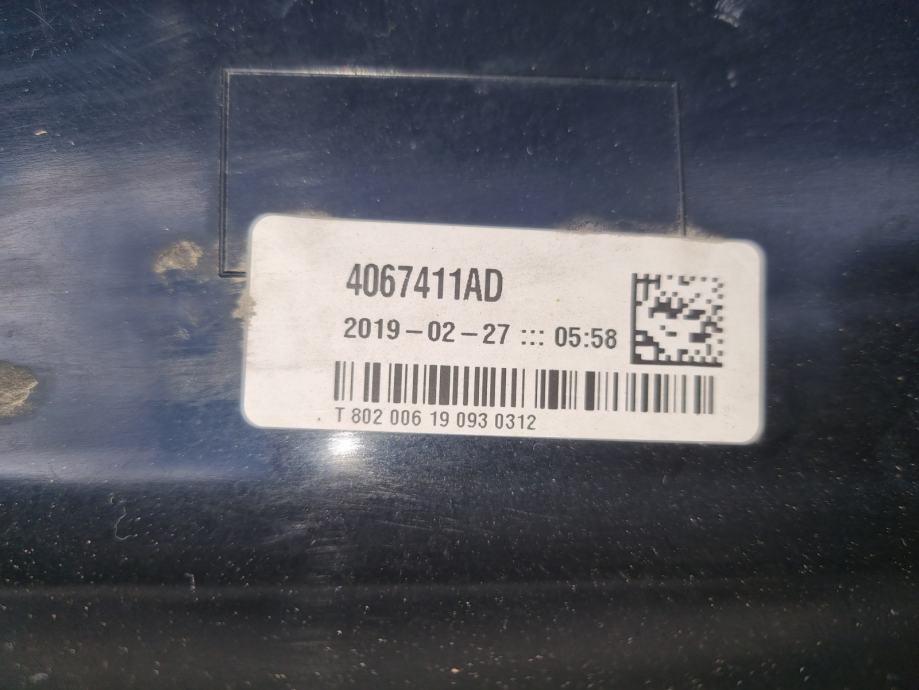 4067411AD
2019-02-27 ::: 05:58
T 802 006 19 093 0312